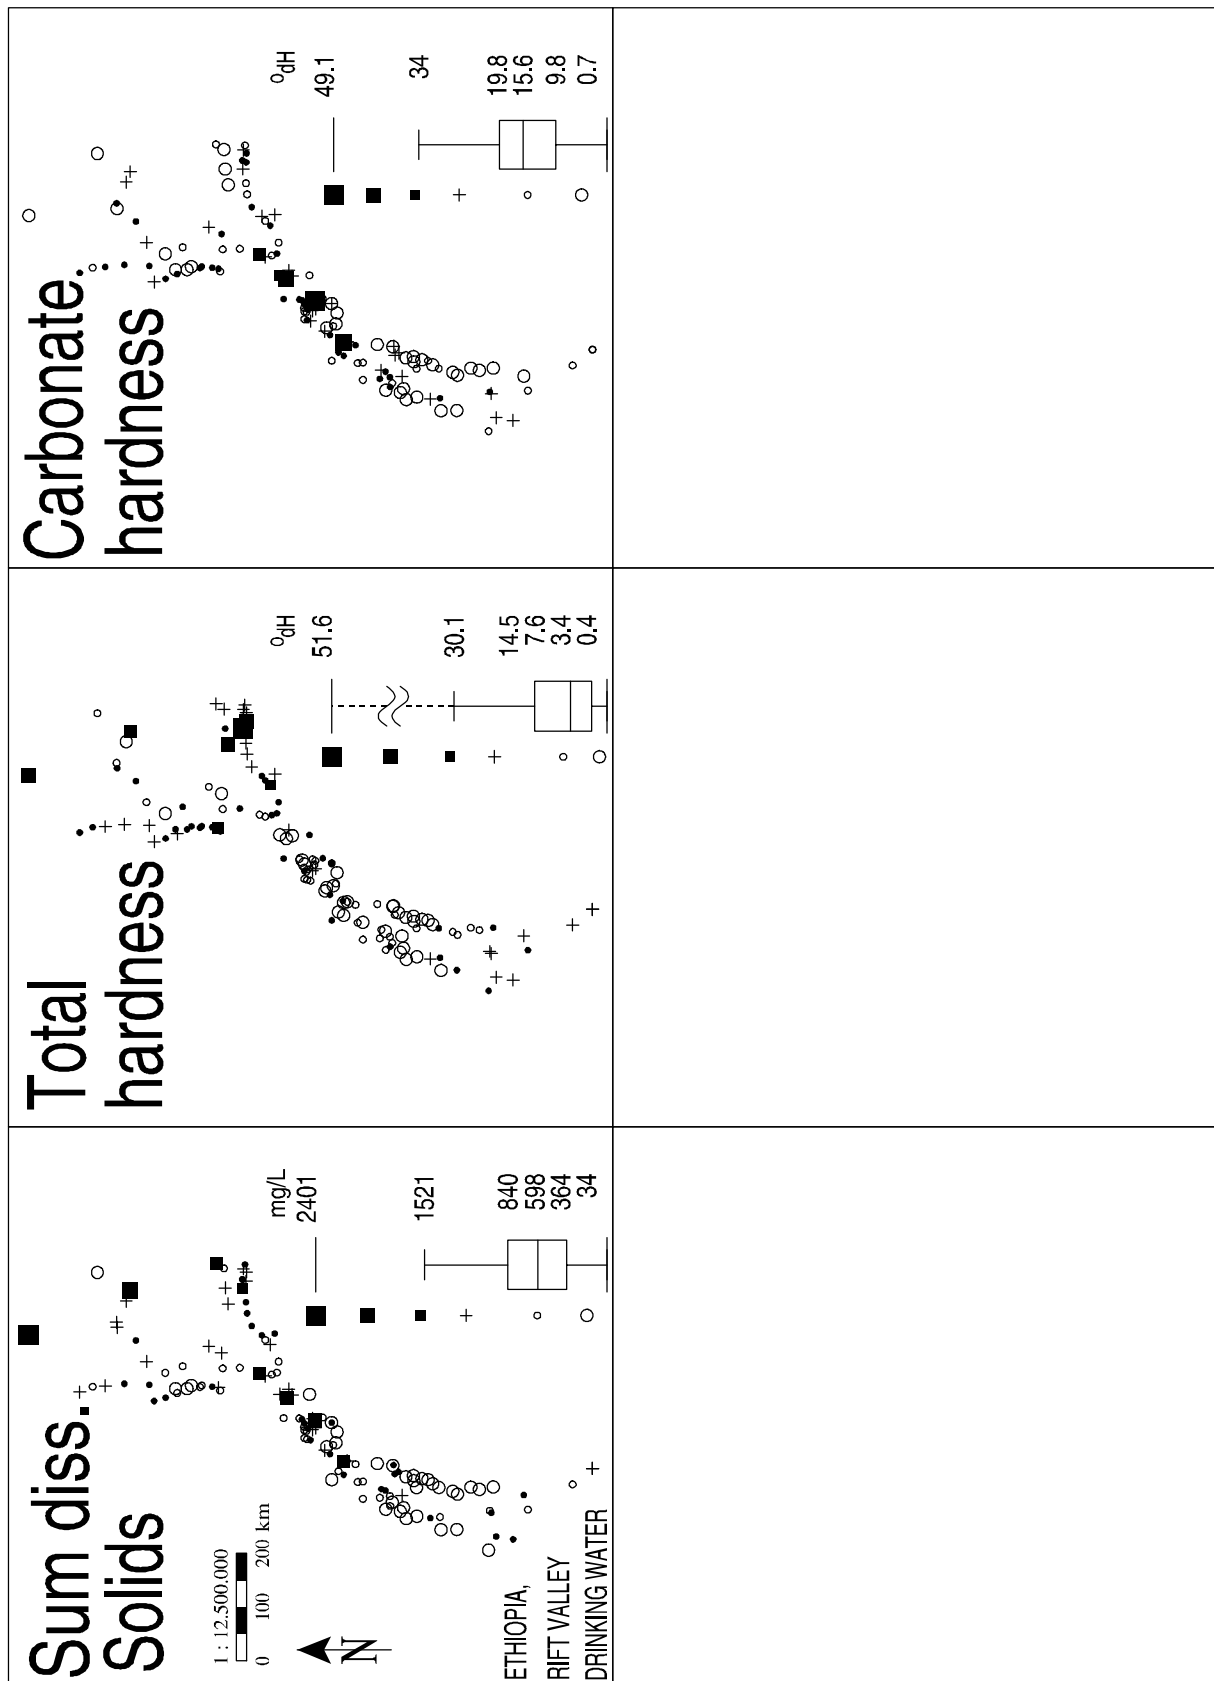 Sum diss.
Solids
1 : 12.500.000
0 100 200 km
N
ETHIOPIA,
RIFT VALLEY
DRINKING WATER
mg/L
2401
1521
840
598
364
34
Total
hardness
°dH
51.6
30.1
14.5
7.6
3.4
0.4
Carbonate
hardness
°dH
49.1
34
19.8
15.6
9.8
0.7